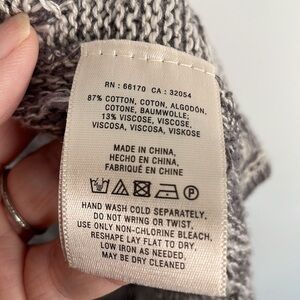 RN : 66170 CA : 32054
87% COTTON, COTON, ALGODÓN,
COTONE, BAUMWOLLE;
13% VISCOSE, VISCOSE,
VISCOSA, VISCOSA, VISKOSE
MADE IN CHINA,
HECHO EN CHINA,
FABRIQUÉ EN CHINE
HAND WASH COLD SEPARATELY,
DO NOT WRING OR TWIST,
USE ONLY NON-CHLORINE BLEACH,
RESHAPE LAY FLAT TO DRY,
LOW IRON AS NEEDED,
MAY BE DRY CLEANED